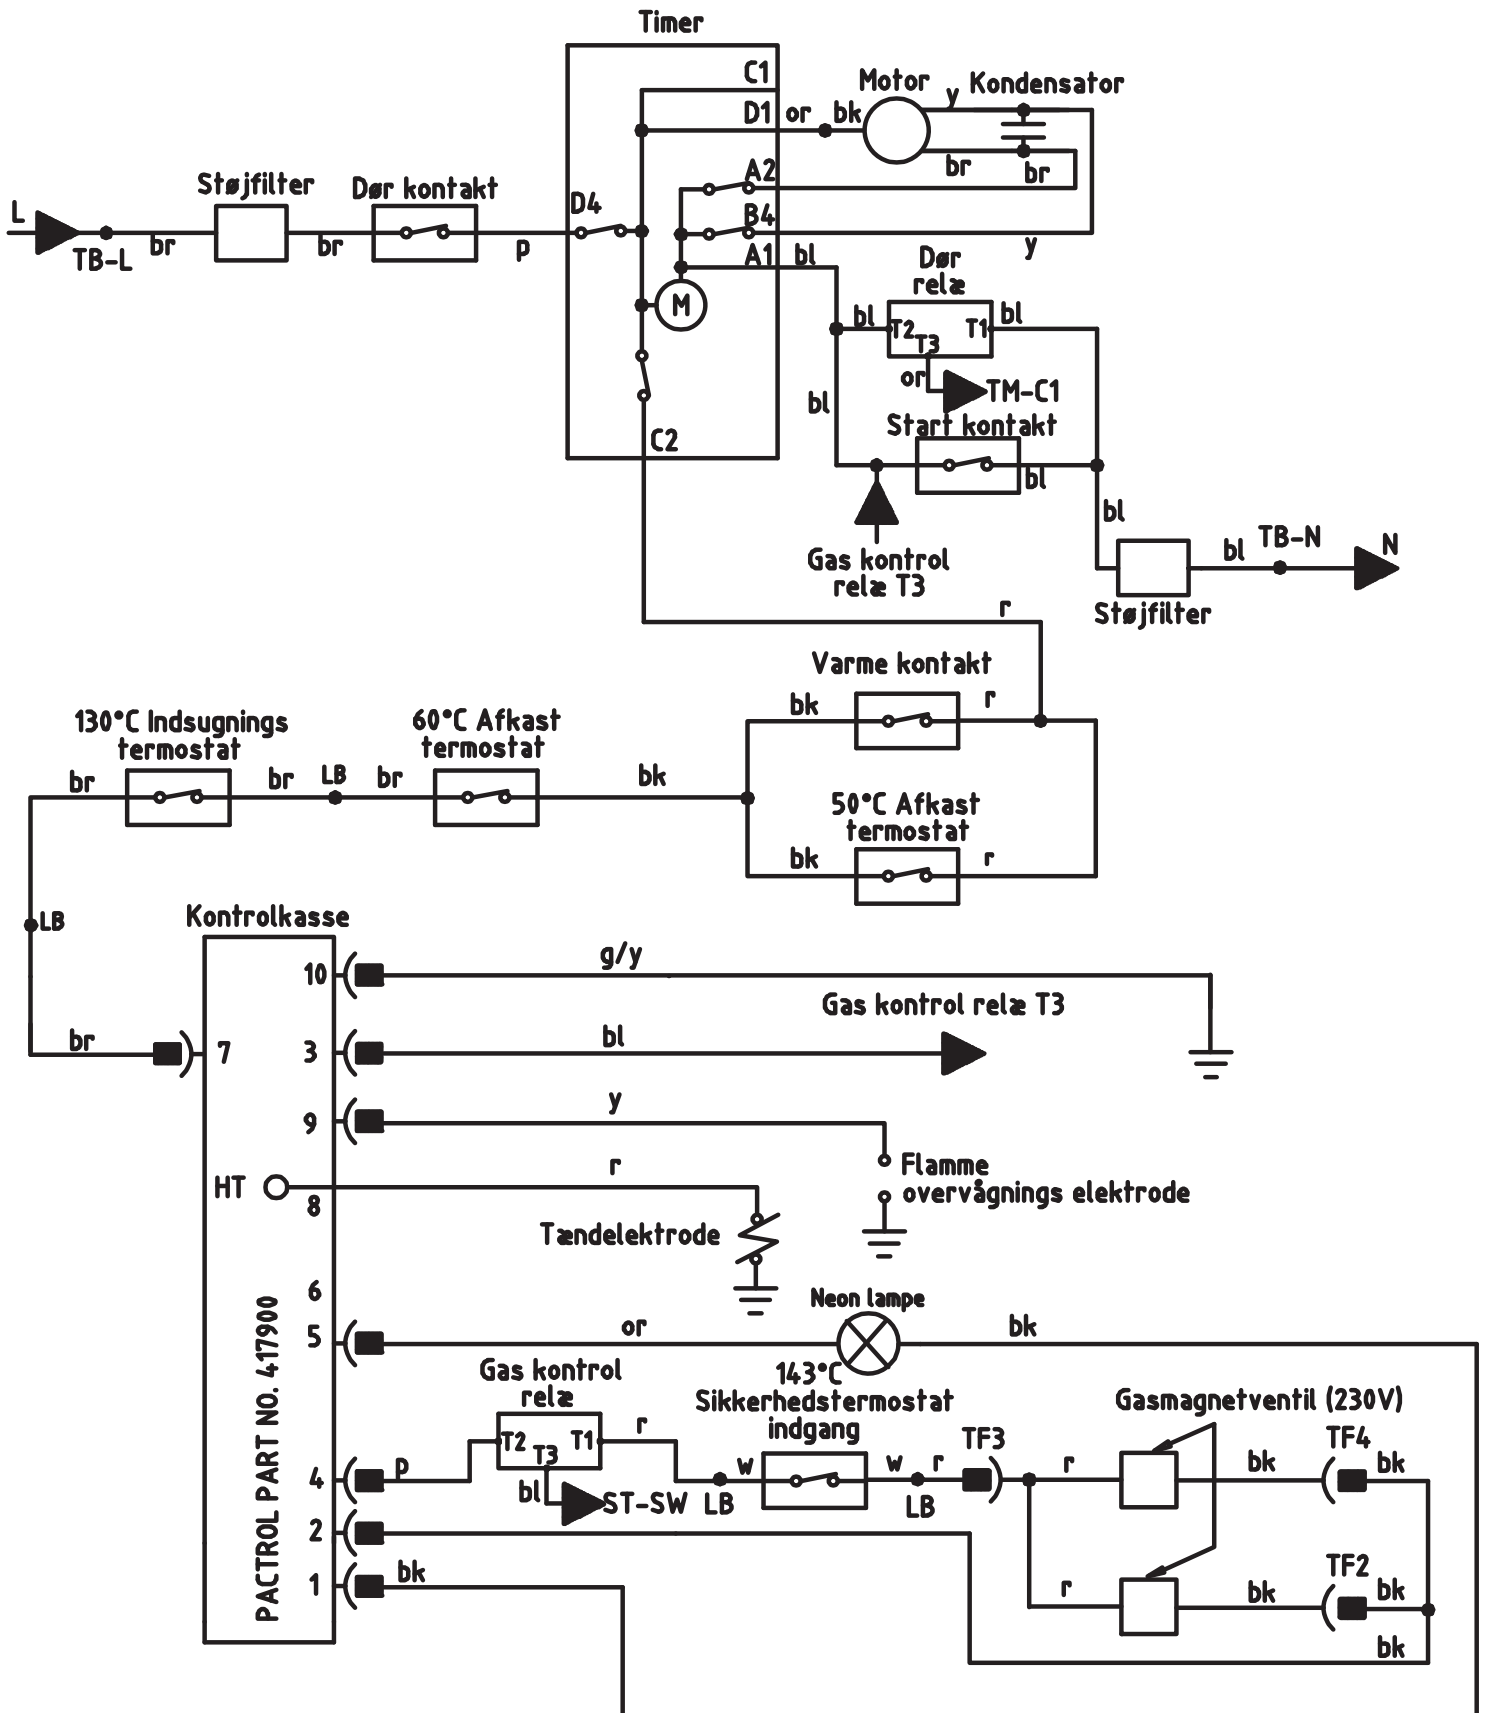 Timer
C1
Motor
y
Kondensator
D1
or
bk
br
br
A2
Støjfilter
Dør kontakt
D4
L
B4
TB-L
br
br
p
y
A1
bl
Dør
relæ
M
bl
T2
T3
T1
bl
or
TM-C1
bl
Start kontakt
bl
C2
bl
TB-N
N
bl
Gas kontrol
relæ T3
Støjfilter
r
Varme kontakt
bk
r
130°C Indsugnings
termostat
60°C Afkast
termostat
br
br
LB
br
bk
50°C Afkast
termostat
bk
r
LB
Kontrolkasse
10
g/y
Gas kontrol relæ T3
br
7
3
bl
9
y
Flamme
overvågnings elektrode
HT
r
8
Tændelektrode
6
Neon lampe
5
or
bk
Gas kontrol
relæ
143°C
Sikkerhedstermostat
indgang
Gasmagnetventil (230V)
T2
T3
T1
r
TF3
TF4
4
p
w
w
r
r
bk
bk
bl
ST-SW
LB
LB
2
TF2
1
bk
r
bk
bk
bk
PACTROL PART NO. 417900